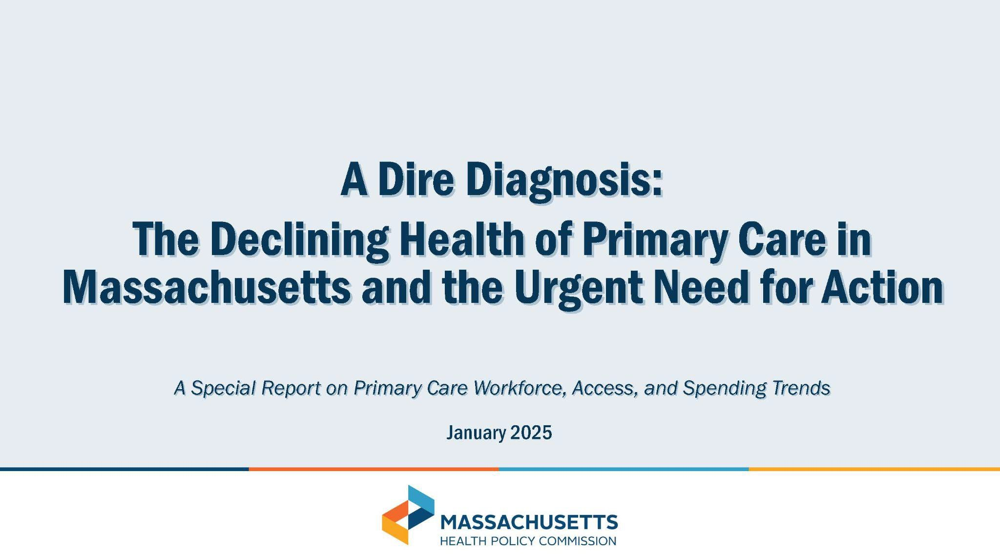 A Dire Diagnosis:
The Declining Health of Primary Care in
Massachusetts and the Urgent Need for Action
A Special Report on Primary Care Workforce, Access, and Spending Trends
January 2025
MASSACHUSETTS
HEALTH POLICY COMMISSION